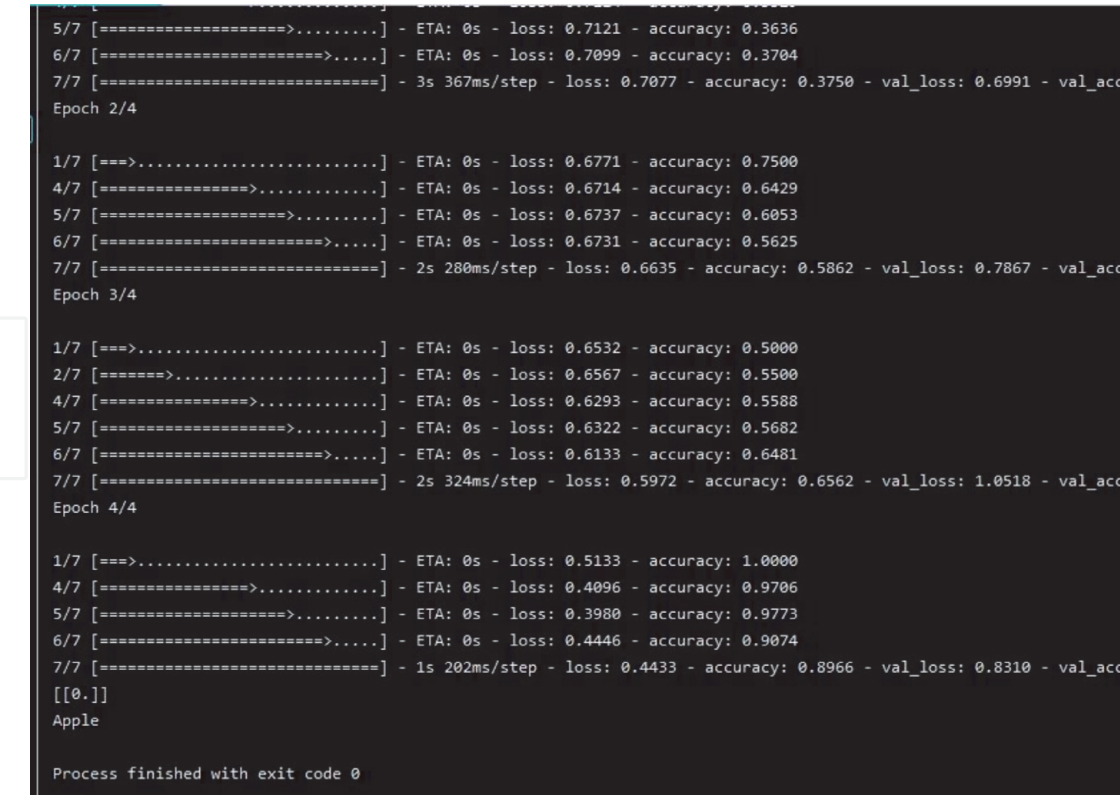 5/7 [====================>.........] - ETA: 0s - loss: 0.7121 - accuracy: 0.3636
6/7 [========================>.....] - ETA: 0s - loss: 0.7099 - accuracy: 0.3704
7/7 [==============================] - 3s 367ms/step - loss: 0.7077 - accuracy: 0.3750 - val_loss: 0.6991 - val_acc
Epoch 2/4
1/7 [===>..........................] - ETA: 0s - loss: 0.6771 - accuracy: 0.7500
4/7 [================>.............] - ETA: 0s - loss: 0.6714 - accuracy: 0.6429
5/7 [====================>.........] - ETA: 0s - loss: 0.6737 - accuracy: 0.6053
6/7 [========================>.....] - ETA: 0s - loss: 0.6731 - accuracy: 0.5625
7/7 [==============================] - 2s 280ms/step - loss: 0.6635 - accuracy: 0.5862 - val_loss: 0.7867 - val_acc
Epoch 3/4
1/7 [===>..........................] - ETA: 0s - loss: 0.6532 - accuracy: 0.5000
2/7 [=======>......................] - ETA: 0s - loss: 0.6567 - accuracy: 0.5500
4/7 [================>.............] - ETA: 0s - loss: 0.6293 - accuracy: 0.5588
5/7 [====================>.........] - ETA: 0s - loss: 0.6322 - accuracy: 0.5682
6/7 [========================>.....] - ETA: 0s - loss: 0.6133 - accuracy: 0.6481
7/7 [==============================] - 2s 324ms/step - loss: 0.5972 - accuracy: 0.6562 - val_loss: 1.0518 - val_acc
Epoch 4/4
1/7 [===>..........................] - ETA: 0s - loss: 0.5133 - accuracy: 1.0000
4/7 [================>.............] - ETA: 0s - loss: 0.4096 - accuracy: 0.9706
5/7 [====================>.........] - ETA: 0s - loss: 0.3980 - accuracy: 0.9773
6/7 [========================>.....] - ETA: 0s - loss: 0.4446 - accuracy: 0.9074
7/7 [==============================] - 1s 202ms/step - loss: 0.4433 - accuracy: 0.8966 - val_loss: 0.8310 - val_acc
[[0.]]
Apple
Process finished with exit code 0